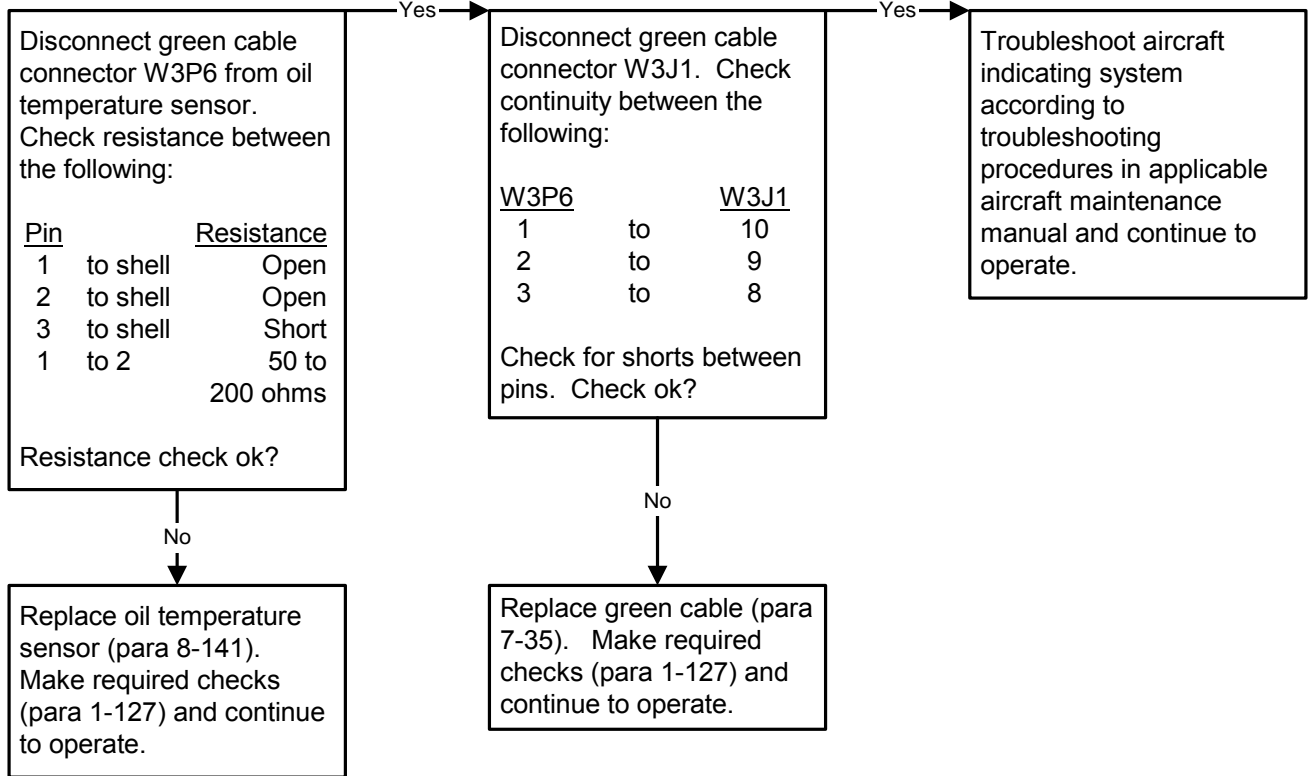 Disconnect green cable
connector W3P6 from oil
temperature sensor.
Check resistance between
the following:
Pin Resistance
1 to shell Open
2 to shell Open
3 to shell Short
1 to 2 50 to
200 ohms
Resistance check ok?
Yes
No
Replace oil temperature
sensor (para 8-141).
Make required checks
(para 1-127) and continue
to operate.
Disconnect green cable
connector W3J1. Check
continuity between the
following:
W3P6 W3J1
1 to 10
2 to 9
3 to 8
Check for shorts between
pins. Check ok?
Yes
No
Replace green cable (para
7-35). Make required
checks (para 1-127) and
continue to operate.
Troubleshoot aircraft
indicating system
according to
troubleshooting
procedures in applicable
aircraft maintenance
manual and continue to
operate.